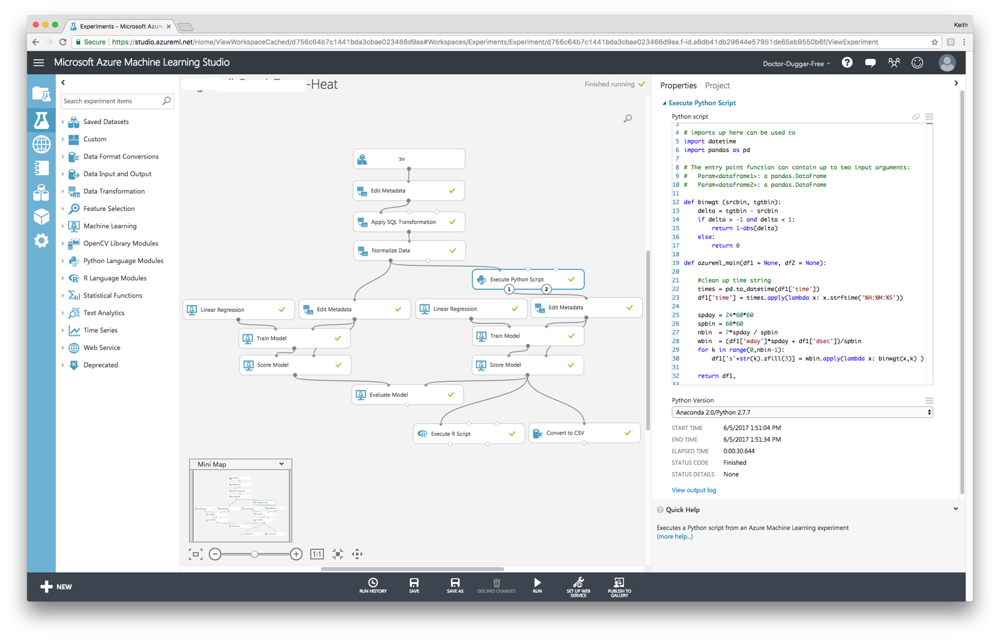 Experiments - Microsoft Azure
Keith
Secure
https://studio.azureml.net/Home/ViewWorkspaceCached/d756c64b7c1441bda3cbae023466d9ea#Workspaces/Experiments/Experiment/d756c64b7c1441bda3cbae023466d9ea.f-id.a6db41db29644e57951de65eb9550b6f/ViewExperiment
Microsoft Azure Machine Learning Studio
Doctor-Duggar-Free
Search experiment items
Saved Datasets
Custom
Data Format Conversions
Data Input and Output
Data Transformation
Feature Selection
Machine Learning
OpenCV Library Modules
Python Language Modules
R Language Modules
Statistical Functions
Text Analytics
Time Series
Web Service
Deprecated
-Heat
Finished running
csv
Edit Metadata
Apply SQL Transformation
Normalize Data
Execute Python Script
1
2
Linear Regression
Edit Metadata
Linear Regression
Edit Metadata
Train Model
Train Model
Score Model
Score Model
Evaluate Model
Execute R Script
Convert to CSV
Mini Map
1:1
Properties
Project
Execute Python Script
Python script
3
4 # imports up here can be used to
5 import datetime
6 import pandas as pd
7
8 # The entry point function can contain up to two input arguments:
9 #   Param<dataframe1>: a pandas.DataFrame
10 #   Param<dataframe2>: a pandas.DataFrame
11
12 def binwgt (srcbin, tgtbin):
13     delta = tgtbin - srcbin
14     if delta > -1 and delta < 1:
15         return 1-abs(delta)
16     else:
17         return 0
18
19 def azureml_main(df1 = None, df2 = None):
20
21     #clean up time string
22     times = pd.to_datetime(df1['time'])
23     df1['time'] = times.apply(lambda x: x.strftime('%H:%M:%S'))
24
25     spday = 24*60*60
26     spbin = 60*60
27     nbin  = 7*spday / spbin
28     wbin  = (df1['wday']*spday + df1['dsec'])/spbin
29     for k in range(0,nbin-1):
30         df1['s'+str(k).zfill(3)] = wbin.apply(lambda x: binwgt(x,k) )
31
32     return df1,
33
Python Version
Anaconda 2.0/Python 2.7.7
START TIME 6/5/2017 1:51:04 PM
END TIME 6/5/2017 1:51:34 PM
ELAPSED TIME 0:00:30.644
STATUS CODE Finished
STATUS DETAILS None
View output log
Quick Help
Executes a Python script from an Azure Machine Learning experiment
(more help...)
NEW
RUN HISTORY
SAVE
SAVE AS
DISCARD CHANGES
RUN
SET UP WEB SERVICE
PUBLISH TO GALLERY